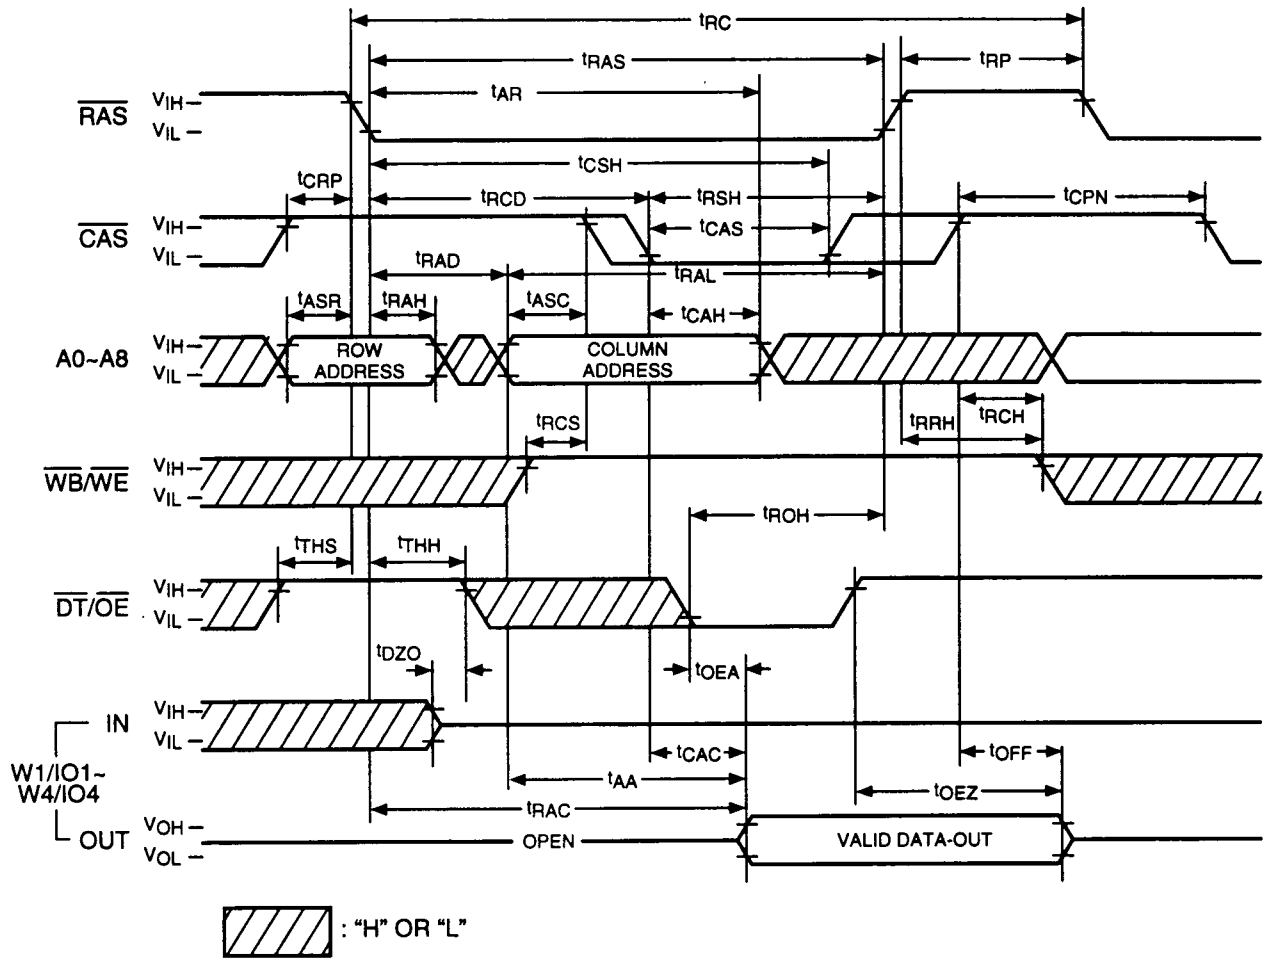 tRC
tRAS
tRP
tAR
RAS
VIH
VIL
tCSH
tCRP
tRCD
tRSH
tCPN
CAS
VIH
VIL
tCAS
tRAD
tRAL
tASR
tRAH
tASC
tCAH
A0~A8
VIH
VIL
ROW
ADDRESS
COLUMN
ADDRESS
tRCS
tRRH
tRCH
WB/WE
VIH
VIL
tROH
tTHS
tTHH
DT/OE
VIH
VIL
tDZO
tOEA
IN
VIH
VIL
W1/IO1~
W4/IO4
tCAC
tOFF
tAA
tOEZ
tRAC
OUT
VOH
VOL
OPEN
VALID DATA-OUT
: “H” OR “L”